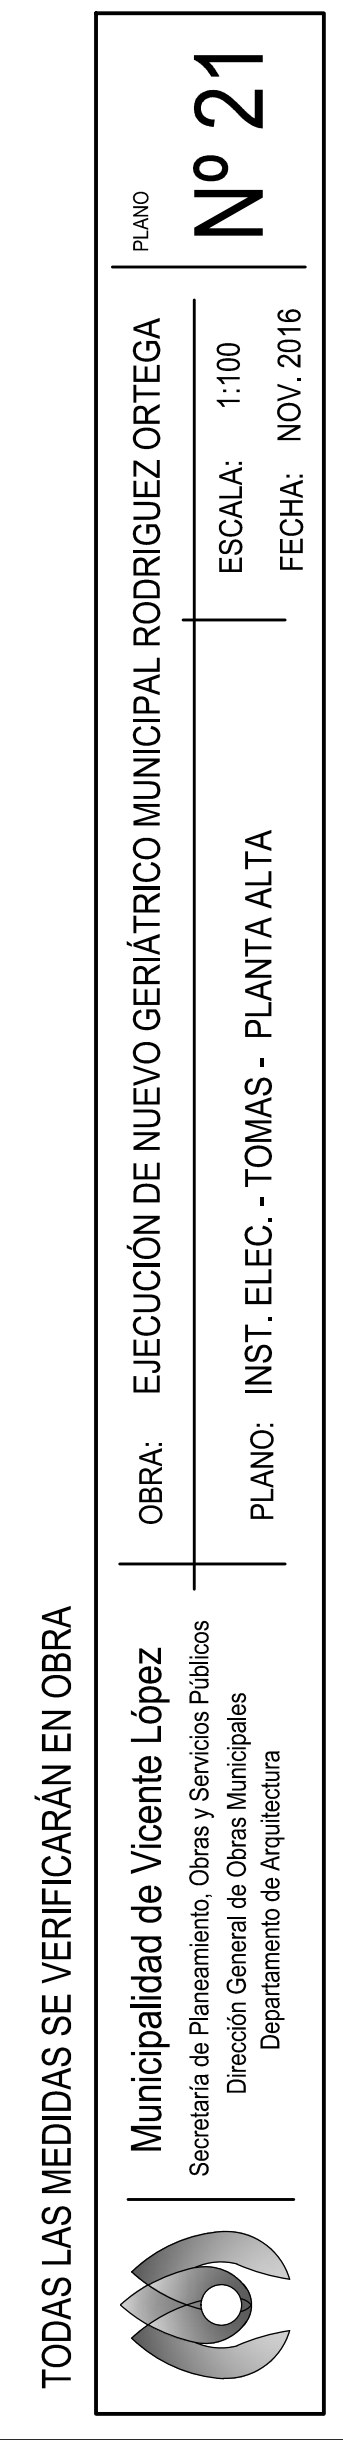 TODAS LAS MEDIDAS SE VERIFICARÁN EN OBRA
Municipalidad de Vicente López
Secretaría de Planeamiento, Obras y Servicios Públicos
Dirección General de Obras Municipales
Departamento de Arquitectura
OBRA: EJECUCIÓN DE NUEVO GERIÁTRICO MUNICIPAL RODRIGUEZ ORTEGA
PLANO: INST. ELEC. - TOMAS - PLANTA ALTA
ESCALA: 1:100
FECHA: NOV. 2016
PLANO
Nº 21